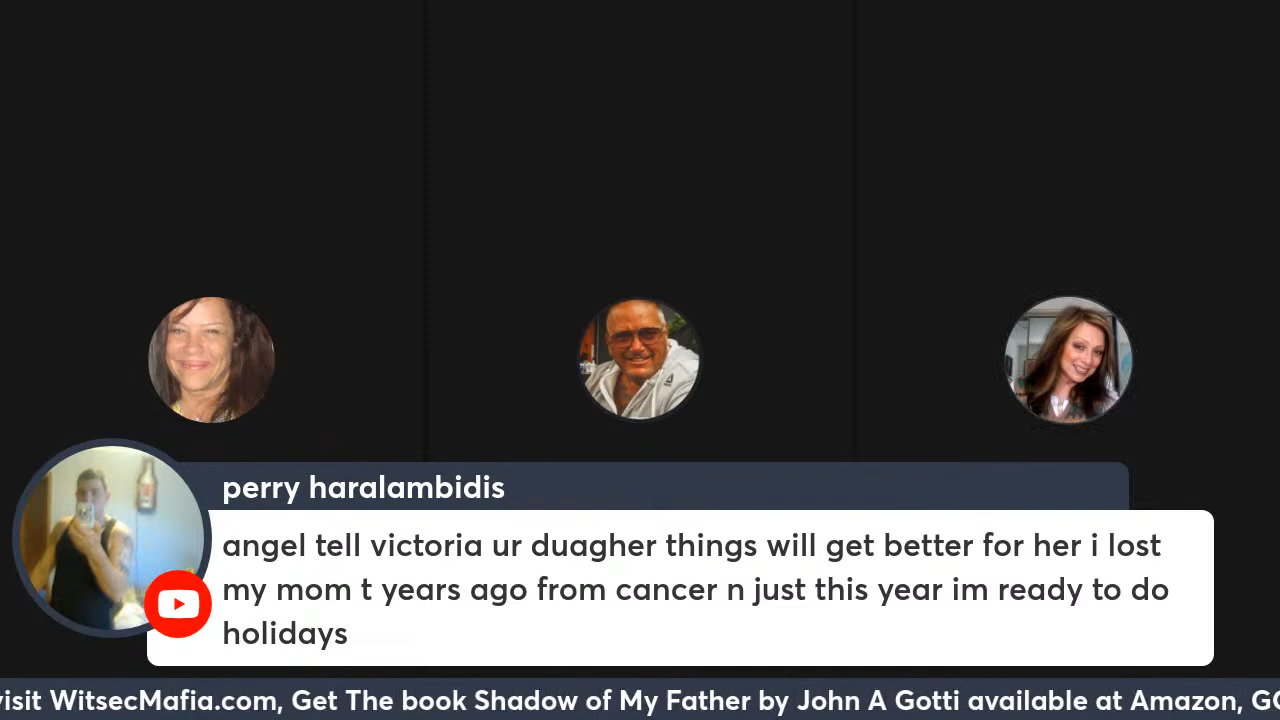 perry haralambidis
angel tell victoria ur duagher things will get better for her i lost
my mom t years ago from cancer n just this year im ready to do
holidays
visit WitsecMafia.com, Get The book Shadow of My Father by John A Gotti available at Amazon, GO